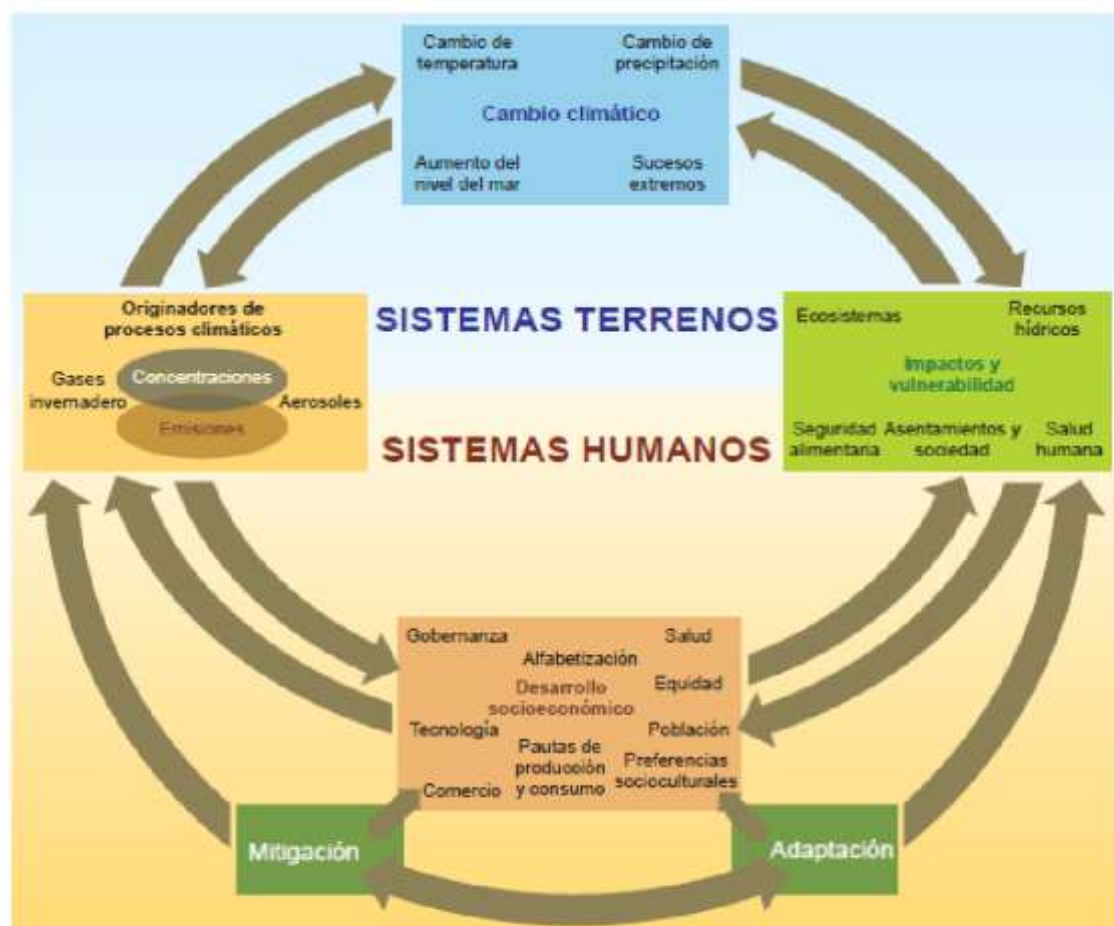 Cambio de
temperatura
Cambio de
precipitación
Cambio climático
Aumento del
nivel del mar
Sucesos
extremos
Originadores de
procesos climáticos
Gases
invernadero
Concentraciones
Aerosoles
Emisiones
SISTEMAS TERRENOS
SISTEMAS HUMANOS
Ecosistemas
Recursos
hídricos
Impactos y
vulnerabilidad
Seguridad
alimentaria
Asentamientos y
sociedad
Salud
humana
Gobernanza
Salud
Alfabetización
Equidad
Desarrollo
socioeconómico
Tecnología
Población
Pautas de
producción
y consumo
Preferencias
socioculturales
Comercio
Mitigación
Adaptación